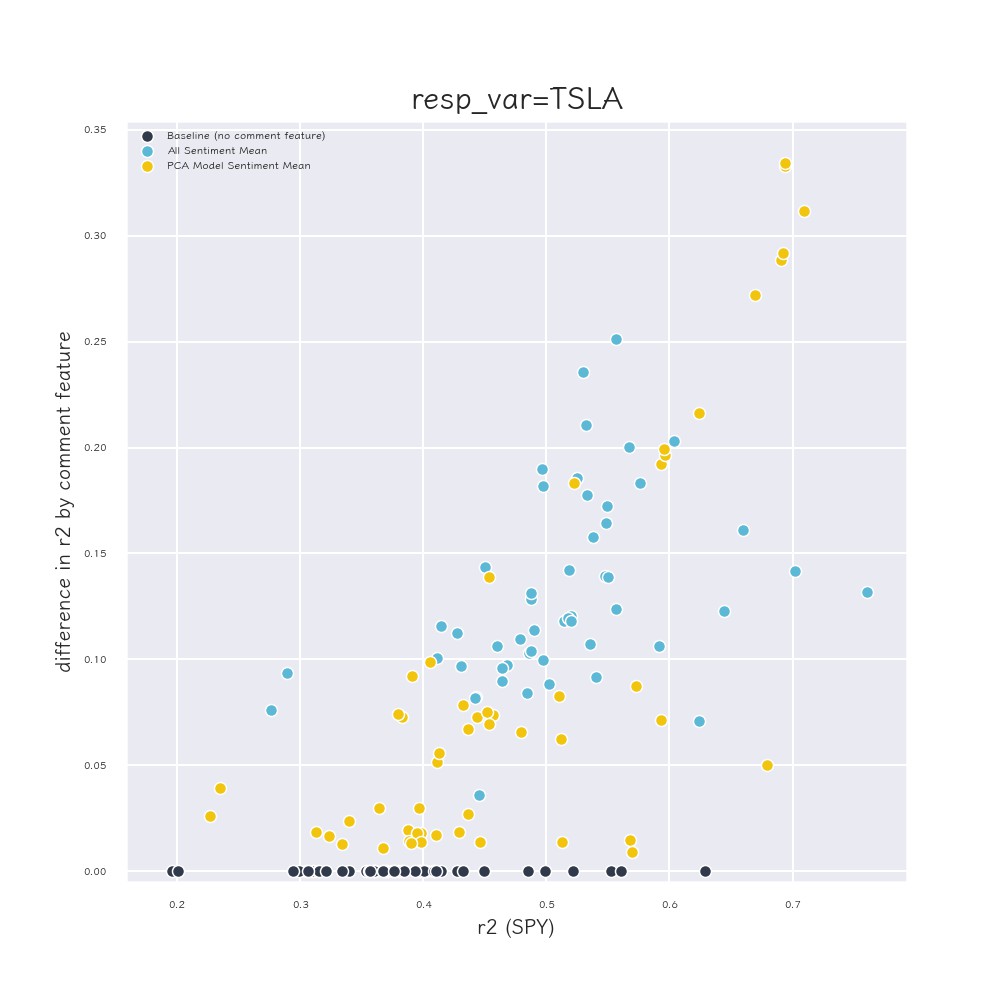 resp_var=TSLA
Baseline (no comment feature)
All Sentiment Mean
PCA Model Sentiment Mean
difference in r2 by comment feature
0.35
0.30
0.25
0.20
0.15
0.10
0.05
0.00
0.2 0.3 0.4 0.5 0.6 0.7
r2 (SPY)